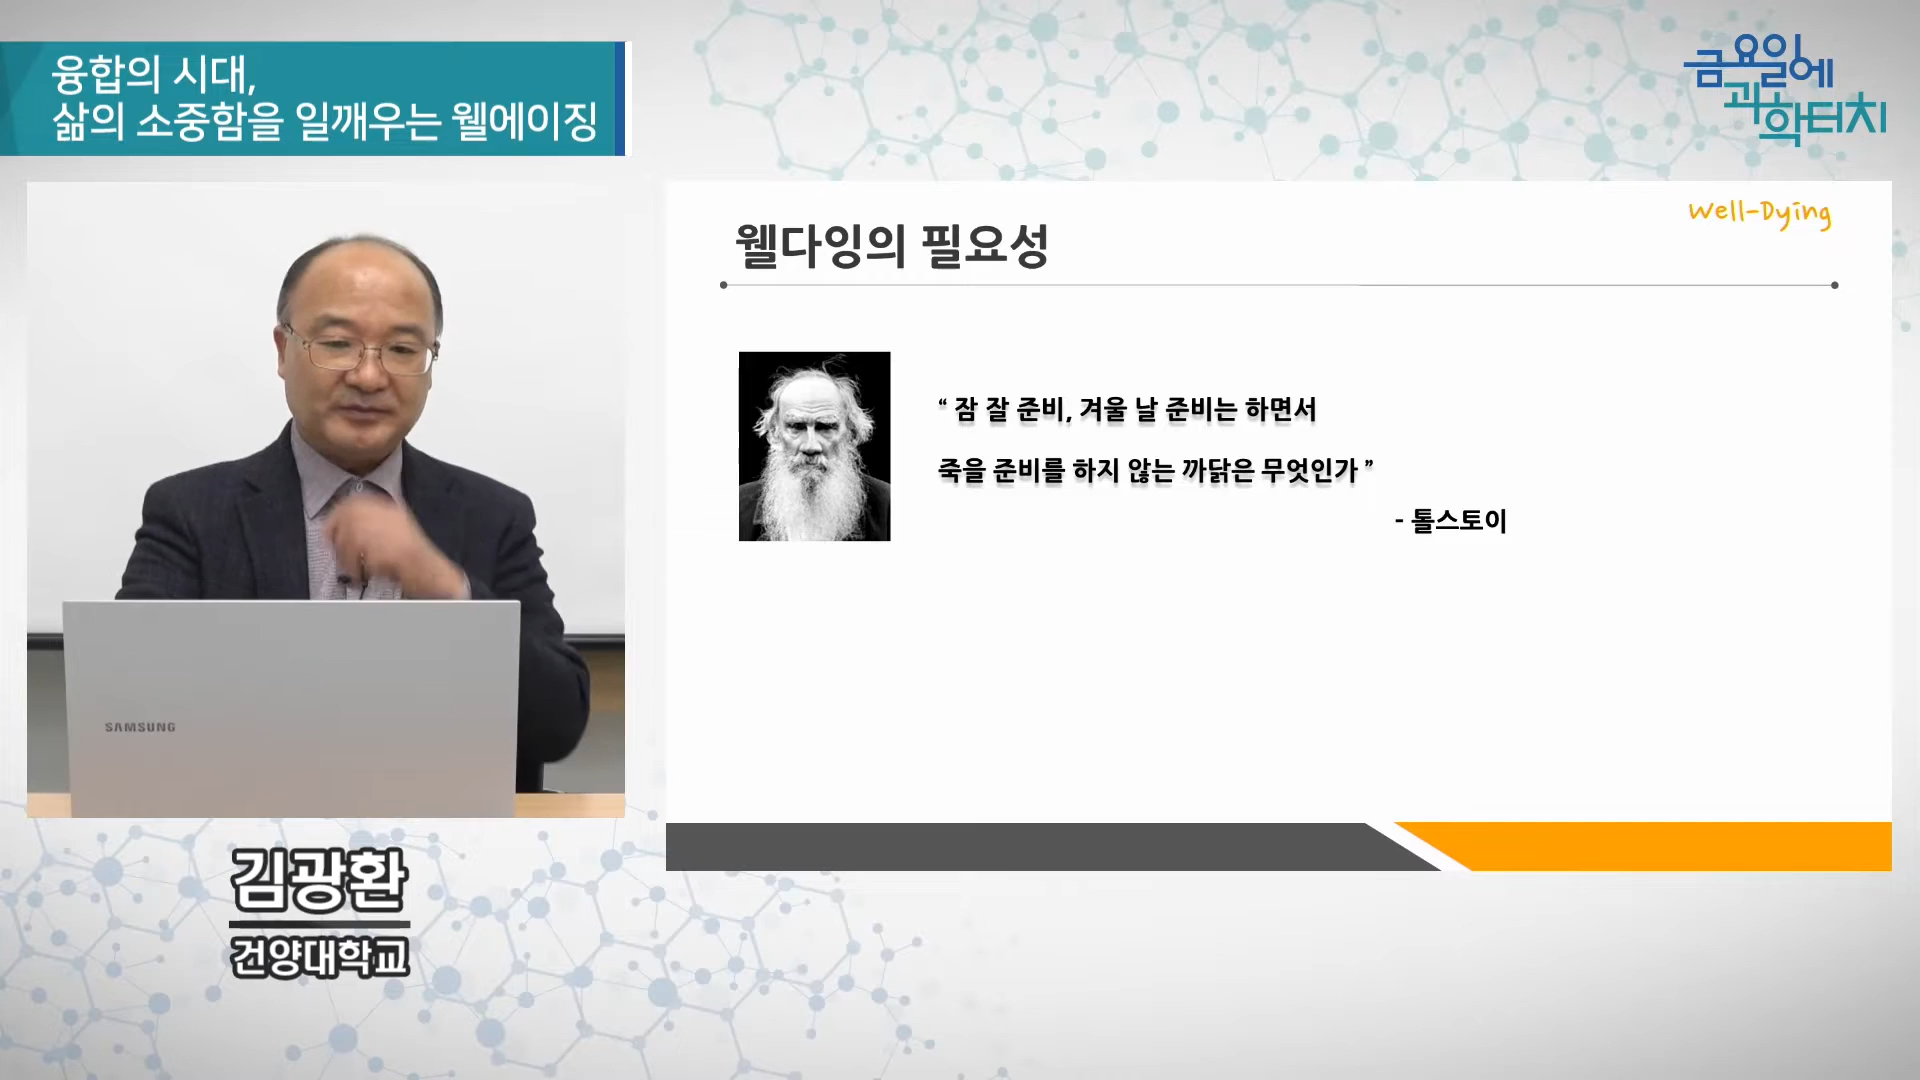 융합의 시대,
삶의 소중함을 일깨우는 웰에이징
금요일에
과학터치
Well-Dying
웰다잉의 필요성
“ 잠 잘 준비, 겨울 날 준비는 하면서
죽을 준비를 하지 않는 까닭은 무엇인가 ”
- 톨스토이
SAMSUNG
김광환
건양대학교